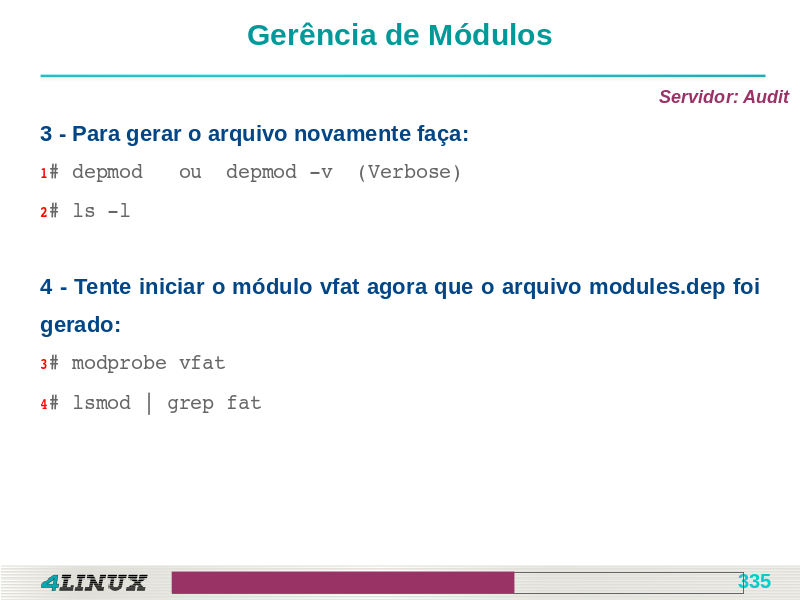 Gerência de Módulos
Servidor: Audit
3 - Para gerar o arquivo novamente faça:
1# depmod   ou  depmod -v  (Verbose)
2# ls -l
4 - Tente iniciar o módulo vfat agora que o arquivo modules.dep foi
gerado:
3# modprobe vfat
4# lsmod | grep fat
4LINUX
335